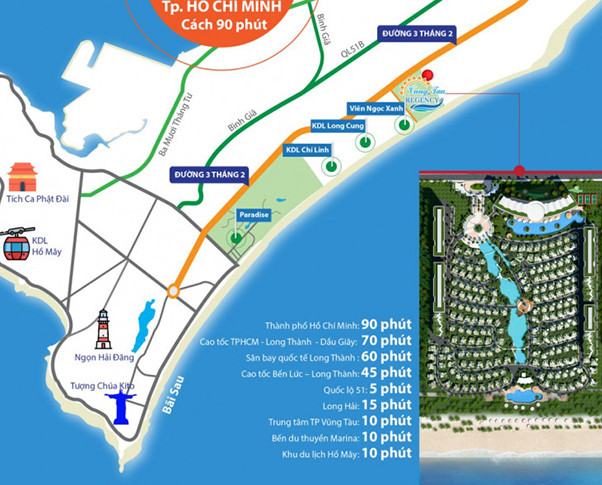 Tp. HỒ CHÍ MINH
Cách 90 phút
Bình Giã
QL51B
ĐƯỜNG 3 THÁNG 2
Vũng Tàu
REGENCY
Viên Ngọc Xanh
KDL Long Cung
KDL Chí Linh
Ba Mươi Tháng Tư
Bình Giã
ĐƯỜNG 3 THÁNG 2
Paradise
Tích Ca Phật Đài
KDL
Hồ Mây
Ngọn Hải Đăng
Tượng Chúa Kito
Bãi Sau
Thành phố Hồ Chí Minh: 90 phút
Cao tốc TPHCM - Long Thành - Dầu Giây: 70 phút
Sân bay quốc tế Long Thành : 60 phút
Cao tốc Bến Lức – Long Thành: 45 phút
Quốc lộ 51: 5 phút
Long Hải: 15 phút
Trung tâm TP Vũng Tàu: 10 phút
Bến du thuyền Marina: 10 phút
Khu du lịch Hồ Mây: 10 phút